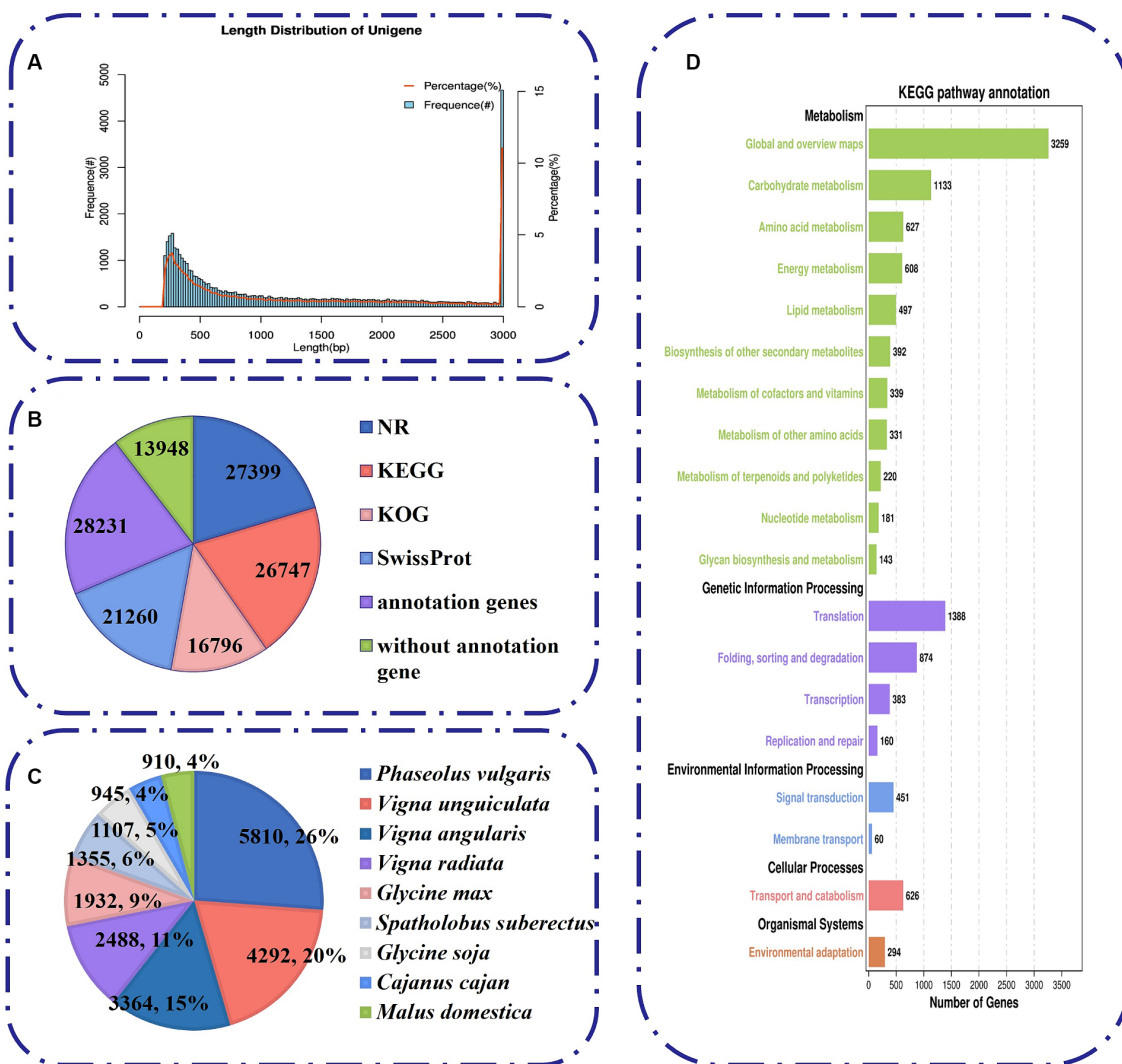 Length Distribution of Unigene
A
Percentage(%)
Frequence(#)
Frequence(#)
5000
4000
3000
2000
1000
0
Percentage(%)
15
10
5
0
0 500 1000 1500 2000 2500 3000
Length(bp)
B
13948
27399
28231
26747
21260
16796
NR
KEGG
KOG
SwissProt
annotation genes
without annotation
gene
C
910, 4%
945, 4%
1107, 5%
1355, 6%
1932, 9%
2488, 11%
3364, 15%
5810, 26%
4292, 20%
Phaseolus vulgaris
Vigna unguiculata
Vigna angularis
Vigna radiata
Glycine max
Spatholobus suberectus
Glycine soja
Cajanus cajan
Malus domestica
D
KEGG pathway annotation
Metabolism
Global and overview maps 3259
Carbohydrate metabolism 1133
Amino acid metabolism 627
Energy metabolism 608
Lipid metabolism 497
Biosynthesis of other secondary metabolites 392
Metabolism of cofactors and vitamins 339
Metabolism of other amino acids 331
Metabolism of terpenoids and polyketides 220
Nucleotide metabolism 181
Glycan biosynthesis and metabolism 143
Genetic Information Processing
Translation 1388
Folding, sorting and degradation 874
Transcription 383
Replication and repair 160
Environmental Information Processing
Signal transduction 451
Membrane transport 60
Cellular Processes
Transport and catabolism 626
Organismal Systems
Environmental adaptation 294
0 500 1000 1500 2000 2500 3000 3500
Number of Genes